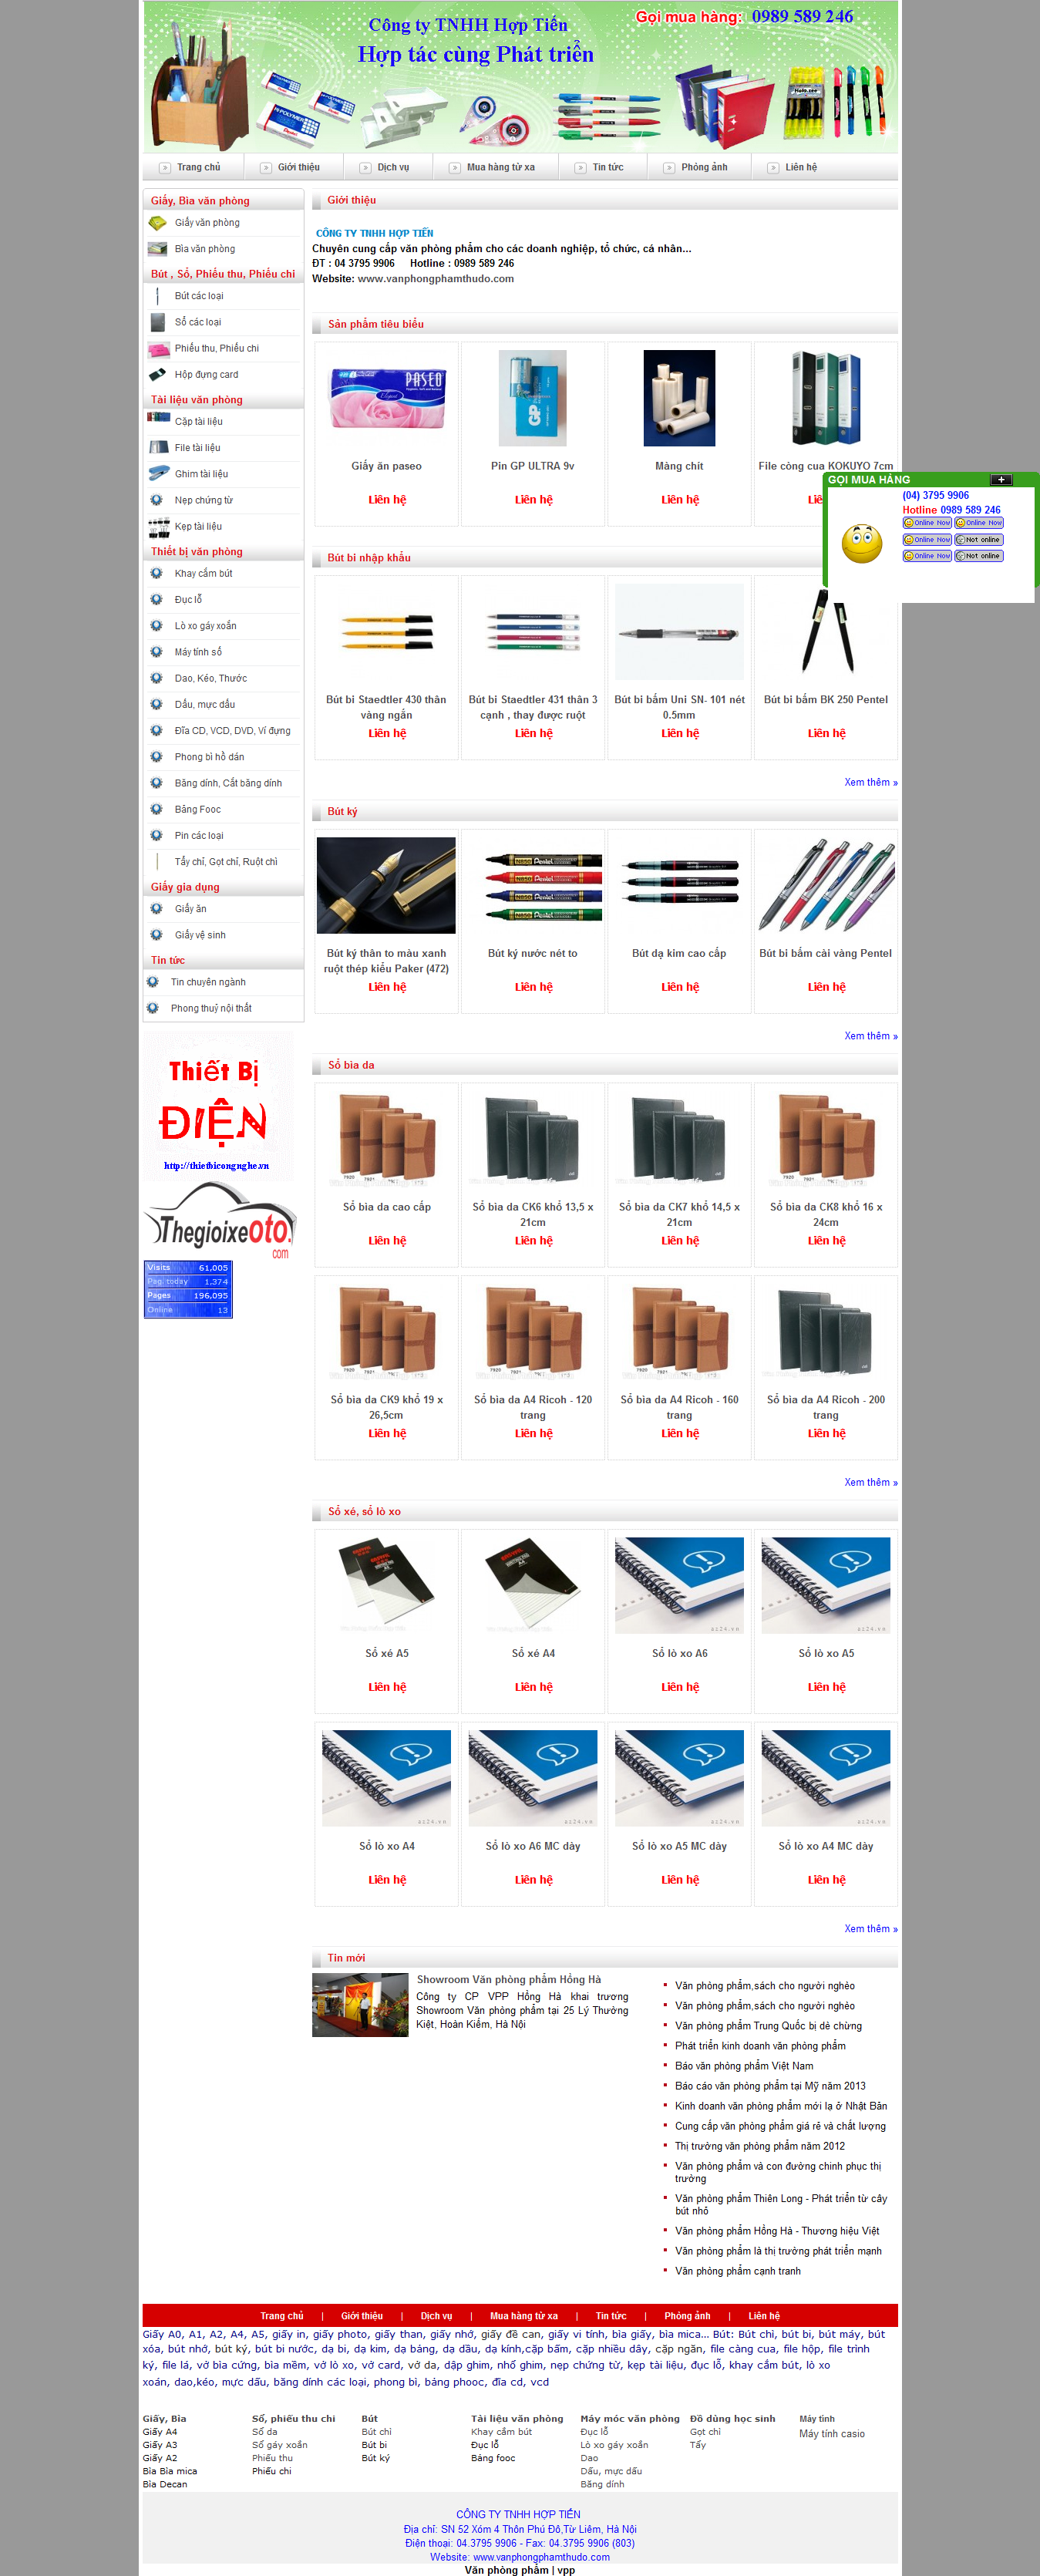 Công ty TNHH Hợp Tiến
Hợp tác cùng Phát triển
Gọi mua hàng: 0989 589 246
Trang chủ
Giới thiệu
Dịch vụ
Mua hàng từ xa
Tin tức
Phóng ảnh
Liên hệ
Giấy, Bìa văn phòng
Giấy văn phòng
Bìa văn phòng
Bút , Sổ, Phiếu thu, Phiếu chi
Bút các loại
Sổ các loại
Phiếu thu, Phiếu chi
Hộp đựng card
Tài liệu văn phòng
Cặp tài liệu
File tài liệu
Ghim tài liệu
Nẹp chứng từ
Kẹp tài liệu
Thiết bị văn phòng
Khay cắm bút
Đục lỗ
Lò xo gáy xoắn
Máy tính số
Dao, Kéo, Thước
Dấu, mực dấu
Đĩa CD, VCD, DVD, Ví đựng
Phong bì hồ dán
Băng dính, Cắt băng dính
Bảng Fooc
Pin các loại
Tẩy chì, Gọt chì, Ruột chì
Giấy gia dụng
Giấy ăn
Giấy vệ sinh
Tin tức
Tin chuyên ngành
Phong thuỷ nội thất
Thiết Bị
ĐIỆN
http://thietbicongnghe.vn
Thegioixeoto.com
Visits 61,005
Pag. today 1,374
Pages 196,095
Online 13
Giới thiệu
CÔNG TY TNHH HỢP TIẾN
Chuyên cung cấp văn phòng phẩm cho các doanh nghiệp, tổ chức, cá nhân...
ĐT : 04 3795 9906 Hotline : 0989 589 246
Website: www.vanphongphamthudo.com
Sản phẩm tiêu biểu
Giấy ăn paseo
Pin GP ULTRA 9v
Màng chít
File còng cua KOKUYO 7cm
Liên hệ
Liên hệ
Liên hệ
GỌI MUA HÀNG
(04) 3795 9906
Hotline 0989 589 246
Online Now
Online Now
Online Now
Not online
Online Now
Not online
Bút bi nhập khẩu
Bút bi Staedtler 430 thân vàng ngắn
Bút bi Staedtler 431 thân 3 cạnh , thay được ruột
Bút bi bấm Uni SN- 101 nét 0.5mm
Bút bi bấm BK 250 Pentel
Liên hệ
Liên hệ
Liên hệ
Liên hệ
Xem thêm »
Bút ký
Bút ký thân to màu xanh ruột thép kiểu Paker (472)
Bút ký nước nét to
Bút dạ kim cao cấp
Bút bi bấm cài vàng Pentel
Liên hệ
Liên hệ
Liên hệ
Liên hệ
Xem thêm »
Sổ bìa da
Sổ bìa da cao cấp
Sổ bìa da CK6 khổ 13,5 x 21cm
Sổ bìa da CK7 khổ 14,5 x 21cm
Sổ bìa da CK8 khổ 16 x 24cm
Liên hệ
Liên hệ
Liên hệ
Liên hệ
Sổ bìa da CK9 khổ 19 x 26,5cm
Sổ bìa da A4 Ricoh - 120 trang
Sổ bìa da A4 Ricoh - 160 trang
Sổ bìa da A4 Ricoh - 200 trang
Liên hệ
Liên hệ
Liên hệ
Liên hệ
Xem thêm »
Sổ xé, sổ lò xo
Sổ xé A5
Sổ xé A4
Sổ lò xo A6
Sổ lò xo A5
Liên hệ
Liên hệ
Liên hệ
Liên hệ
Sổ lò xo A4
Sổ lò xo A6 MC dày
Sổ lò xo A5 MC dày
Sổ lò xo A4 MC dày
Liên hệ
Liên hệ
Liên hệ
Liên hệ
Xem thêm »
Tin mới
Showroom Văn phòng phẩm Hồng Hà
Công ty CP VPP Hồng Hà khai trương
Showroom Văn phòng phẩm tại 25 Lý Thường
Kiệt, Hoàn Kiếm, Hà Nội
Văn phòng phẩm,sách cho người nghèo
Văn phòng phẩm,sách cho người nghèo
Văn phòng phẩm Trung Quốc bị dè chừng
Phát triển kinh doanh văn phòng phẩm
Báo văn phòng phẩm Việt Nam
Báo cáo văn phòng phẩm tại Mỹ năm 2013
Kinh doanh văn phòng phẩm mới lạ ở Nhật Bản
Cung cấp văn phòng phẩm giá rẻ và chất lượng
Thị trường văn phòng phẩm năm 2012
Văn phòng phẩm và con đường chinh phục thị
trường
Văn phòng phẩm Thiên Long - Phát triển từ cây
bút nhỏ
Văn phòng phẩm Hồng Hà - Thương hiệu Việt
Văn phòng phẩm là thị trường phát triển mạnh
Văn phòng phẩm cạnh tranh
Trang chủ | Giới thiệu | Dịch vụ | Mua hàng từ xa | Tin tức | Phóng ảnh | Liên hệ
Giấy A0, A1, A2, A4, A5, giấy in, giấy photo, giấy than, giấy nhớ, giấy đề can, giấy vi tính, bìa giấy, bìa mica... Bút: Bút chì, bút bi, bút máy, bút
xóa, bút nhớ, bút ký, bút bi nước, dạ bi, dạ kim, dạ bảng, dạ dầu, dạ kính,cặp bấm, cặp nhiều dây, cặp ngăn, file càng cua, file hộp, file trình
ký, file lá, vở bìa cứng, bìa mềm, vở lò xo, vở card, vở da, dập ghim, nhổ ghim, nẹp chứng từ, kẹp tài liệu, đục lỗ, khay cắm bút, lò xo
xoán, dao,kéo, mực dấu, băng dính các loại, phong bì, bảng phooc, đĩa cd, vcd
Giấy, Bìa
Giấy A4
Giấy A3
Giấy A2
Bìa Bìa mica
Bìa Decan
Sổ, phiếu thu chi
Sổ da
Sổ gáy xoắn
Phiếu thu
Phiếu chi
Bút
Bút chì
Bút bi
Bút ký
Tài liệu văn phòng
Khay cắm bút
Đục lỗ
Bảng fooc
Máy móc văn phòng
Đục lỗ
Lò xo gáy xoắn
Dao
Dấu, mực dấu
Băng dính
Đồ dùng học sinh
Gọt chì
Tẩy
Máy tính
Máy tính casio
CÔNG TY TNHH HỢP TIẾN
Địa chỉ: SN 52 Xóm 4 Thôn Phú Đô,Từ Liêm, Hà Nội
Điện thoại: 04.3795 9906 - Fax: 04.3795 9906 (803)
Website: www.vanphongphamthudo.com
Văn phòng phẩm | vpp